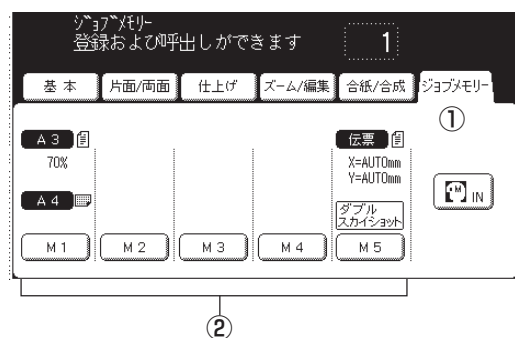 ジョブメモリー
登録および呼出しができます
1
基本 片面/両面 仕上げ ズーム/編集 合紙/合成 ジョブメモリー
①
A3 伝票
70% X=AUTOmm
Y=AUTOmm
M IN
A4 ダブル
スカイショット
M1 M2 M3 M4 M5
②